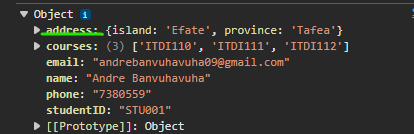 Object i
address: {island: 'Efate', province: 'Tafea'}
courses: (3) ['ITDI110', 'ITDI111', 'ITDI112']
email: "andrebanvuhavuha09@gmail.com"
name: "Andre Banvuhavuha"
phone: "7380559"
studentID: "STU001"
[[Prototype]]: Object